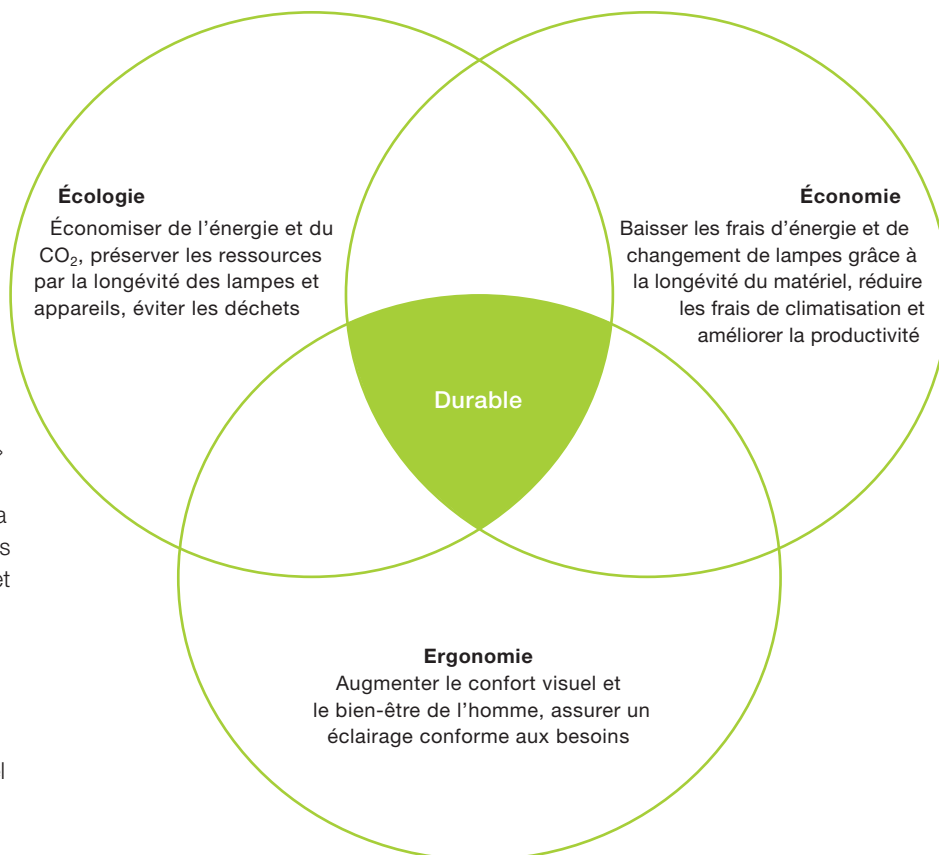 Écologie
Économiser de l’énergie et du
CO₂, préserver les ressources
par la longévité des lampes et
appareils, éviter les déchets
Économie
Baisser les frais d’énergie et de
changement de lampes grâce à
la longévité du matériel, réduire
les frais de climatisation et
améliorer la productivité
Durable
et
Ergonomie
Augmenter le confort visuel et
le bien-être de l’homme, assurer un
éclairage conforme aux besoins